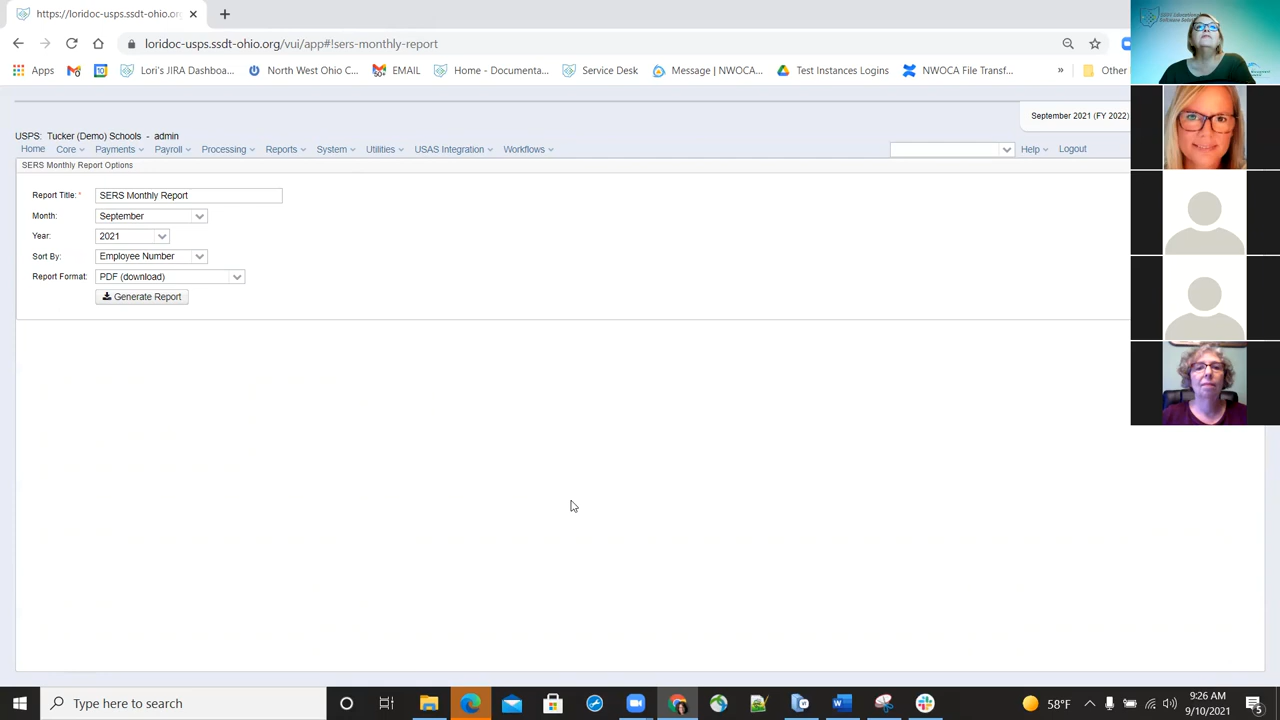 https://loridoc-usps.ssdt-ohio.org
loridoc-usps.ssdt-ohio.org/vui/app#!sers-monthly-report
Apps Lori's JIRA Dashboa... North West Ohio C... EMAIL Home - Documenta... Service Desk Message | NWOCA... Test Instances Logins NWOCA File Transf... » Other
September 2021 (FY 2022)
USPS: Tucker (Demo) Schools - admin
Home Core Payments Payroll Processing Reports System Utilities USAS Integration Workflows Help Logout
SERS Monthly Report Options
Report Title: * SERS Monthly Report
Month: September
Year: 2021
Sort By: Employee Number
Report Format: PDF (download)
Generate Report
Type here to search
58°F
9:26 AM
9/10/2021
5